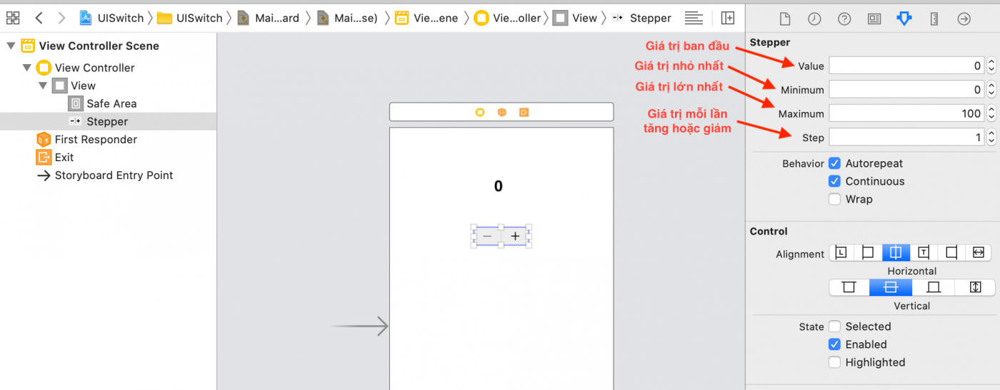 UISwitch
UISwitch
Mai...ard
Mai...se)
Vie...ene
Vie...oller
View
Stepper
View Controller Scene
View Controller
View
Safe Area
Stepper
First Responder
Exit
Storyboard Entry Point
0
Stepper
Giá trị ban đầu
Value
0
Giá trị nhỏ nhất
Minimum
0
Giá trị lớn nhất
Maximum
100
Giá trị mỗi lần
tăng hoặc giảm
Step
1
Behavior
Autorepeat
Continuous
Wrap
Control
Alignment
L
T
Horizontal
Vertical
State
Selected
Enabled
Highlighted